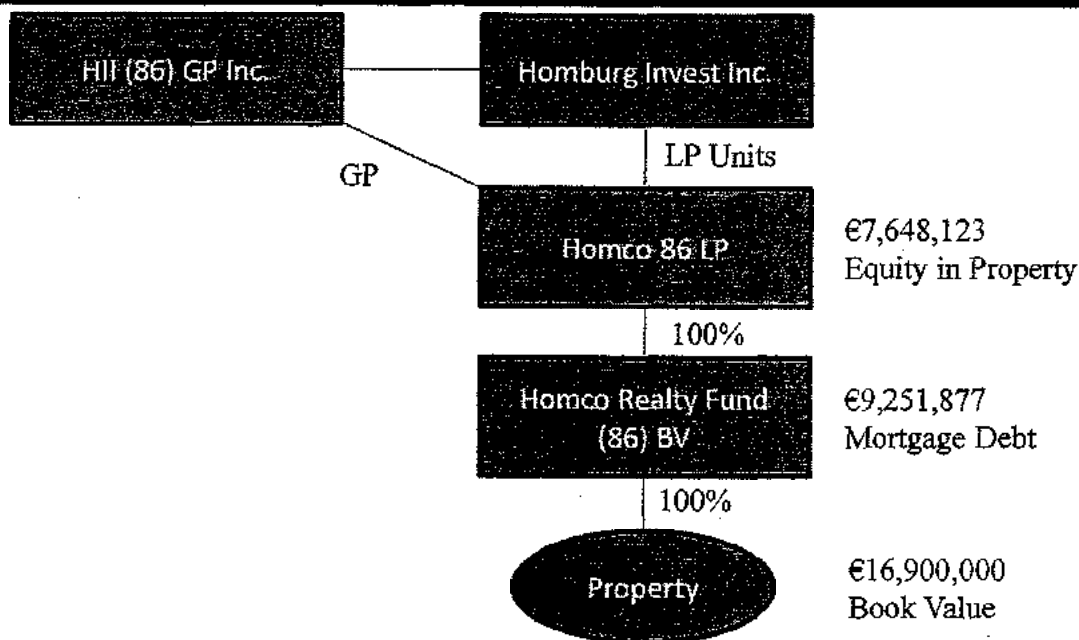 HII (86) GP Inc.
Homburg Invest Inc.
GP
LP Units
Homco 86 LP
€7,648,123
Equity in Property
100%
Homco Realty Fund
(86) BV
€9,251,877
Mortgage Debt
100%
Property
€16,900,000
Book Value